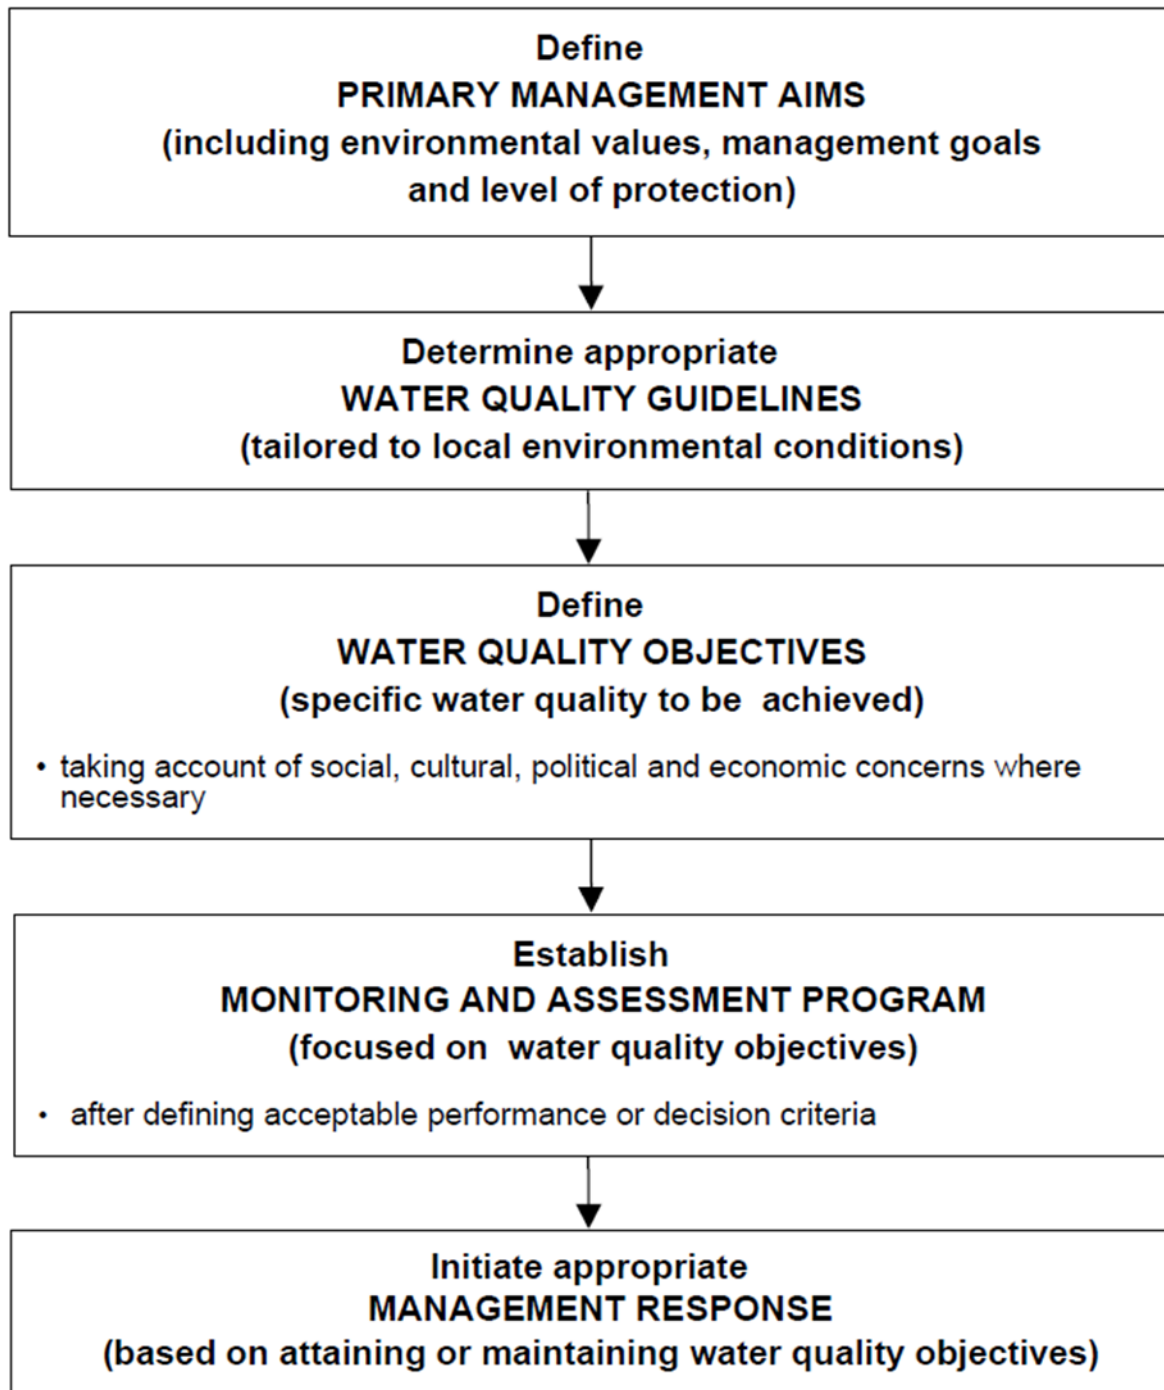 Define
PRIMARY MANAGEMENT AIMS
(including environmental values, management goals
and level of protection)
Determine appropriate
WATER QUALITY GUIDELINES
(tailored to local environmental conditions)
Define
WATER QUALITY OBJECTIVES
(specific water quality to be achieved)
• taking account of social, cultural, political and economic concerns where
necessary
Establish
MONITORING AND ASSESSMENT PROGRAM
(focused on water quality objectives)
• after defining acceptable performance or decision criteria
Initiate appropriate
MANAGEMENT RESPONSE
(based on attaining or maintaining water quality objectives)